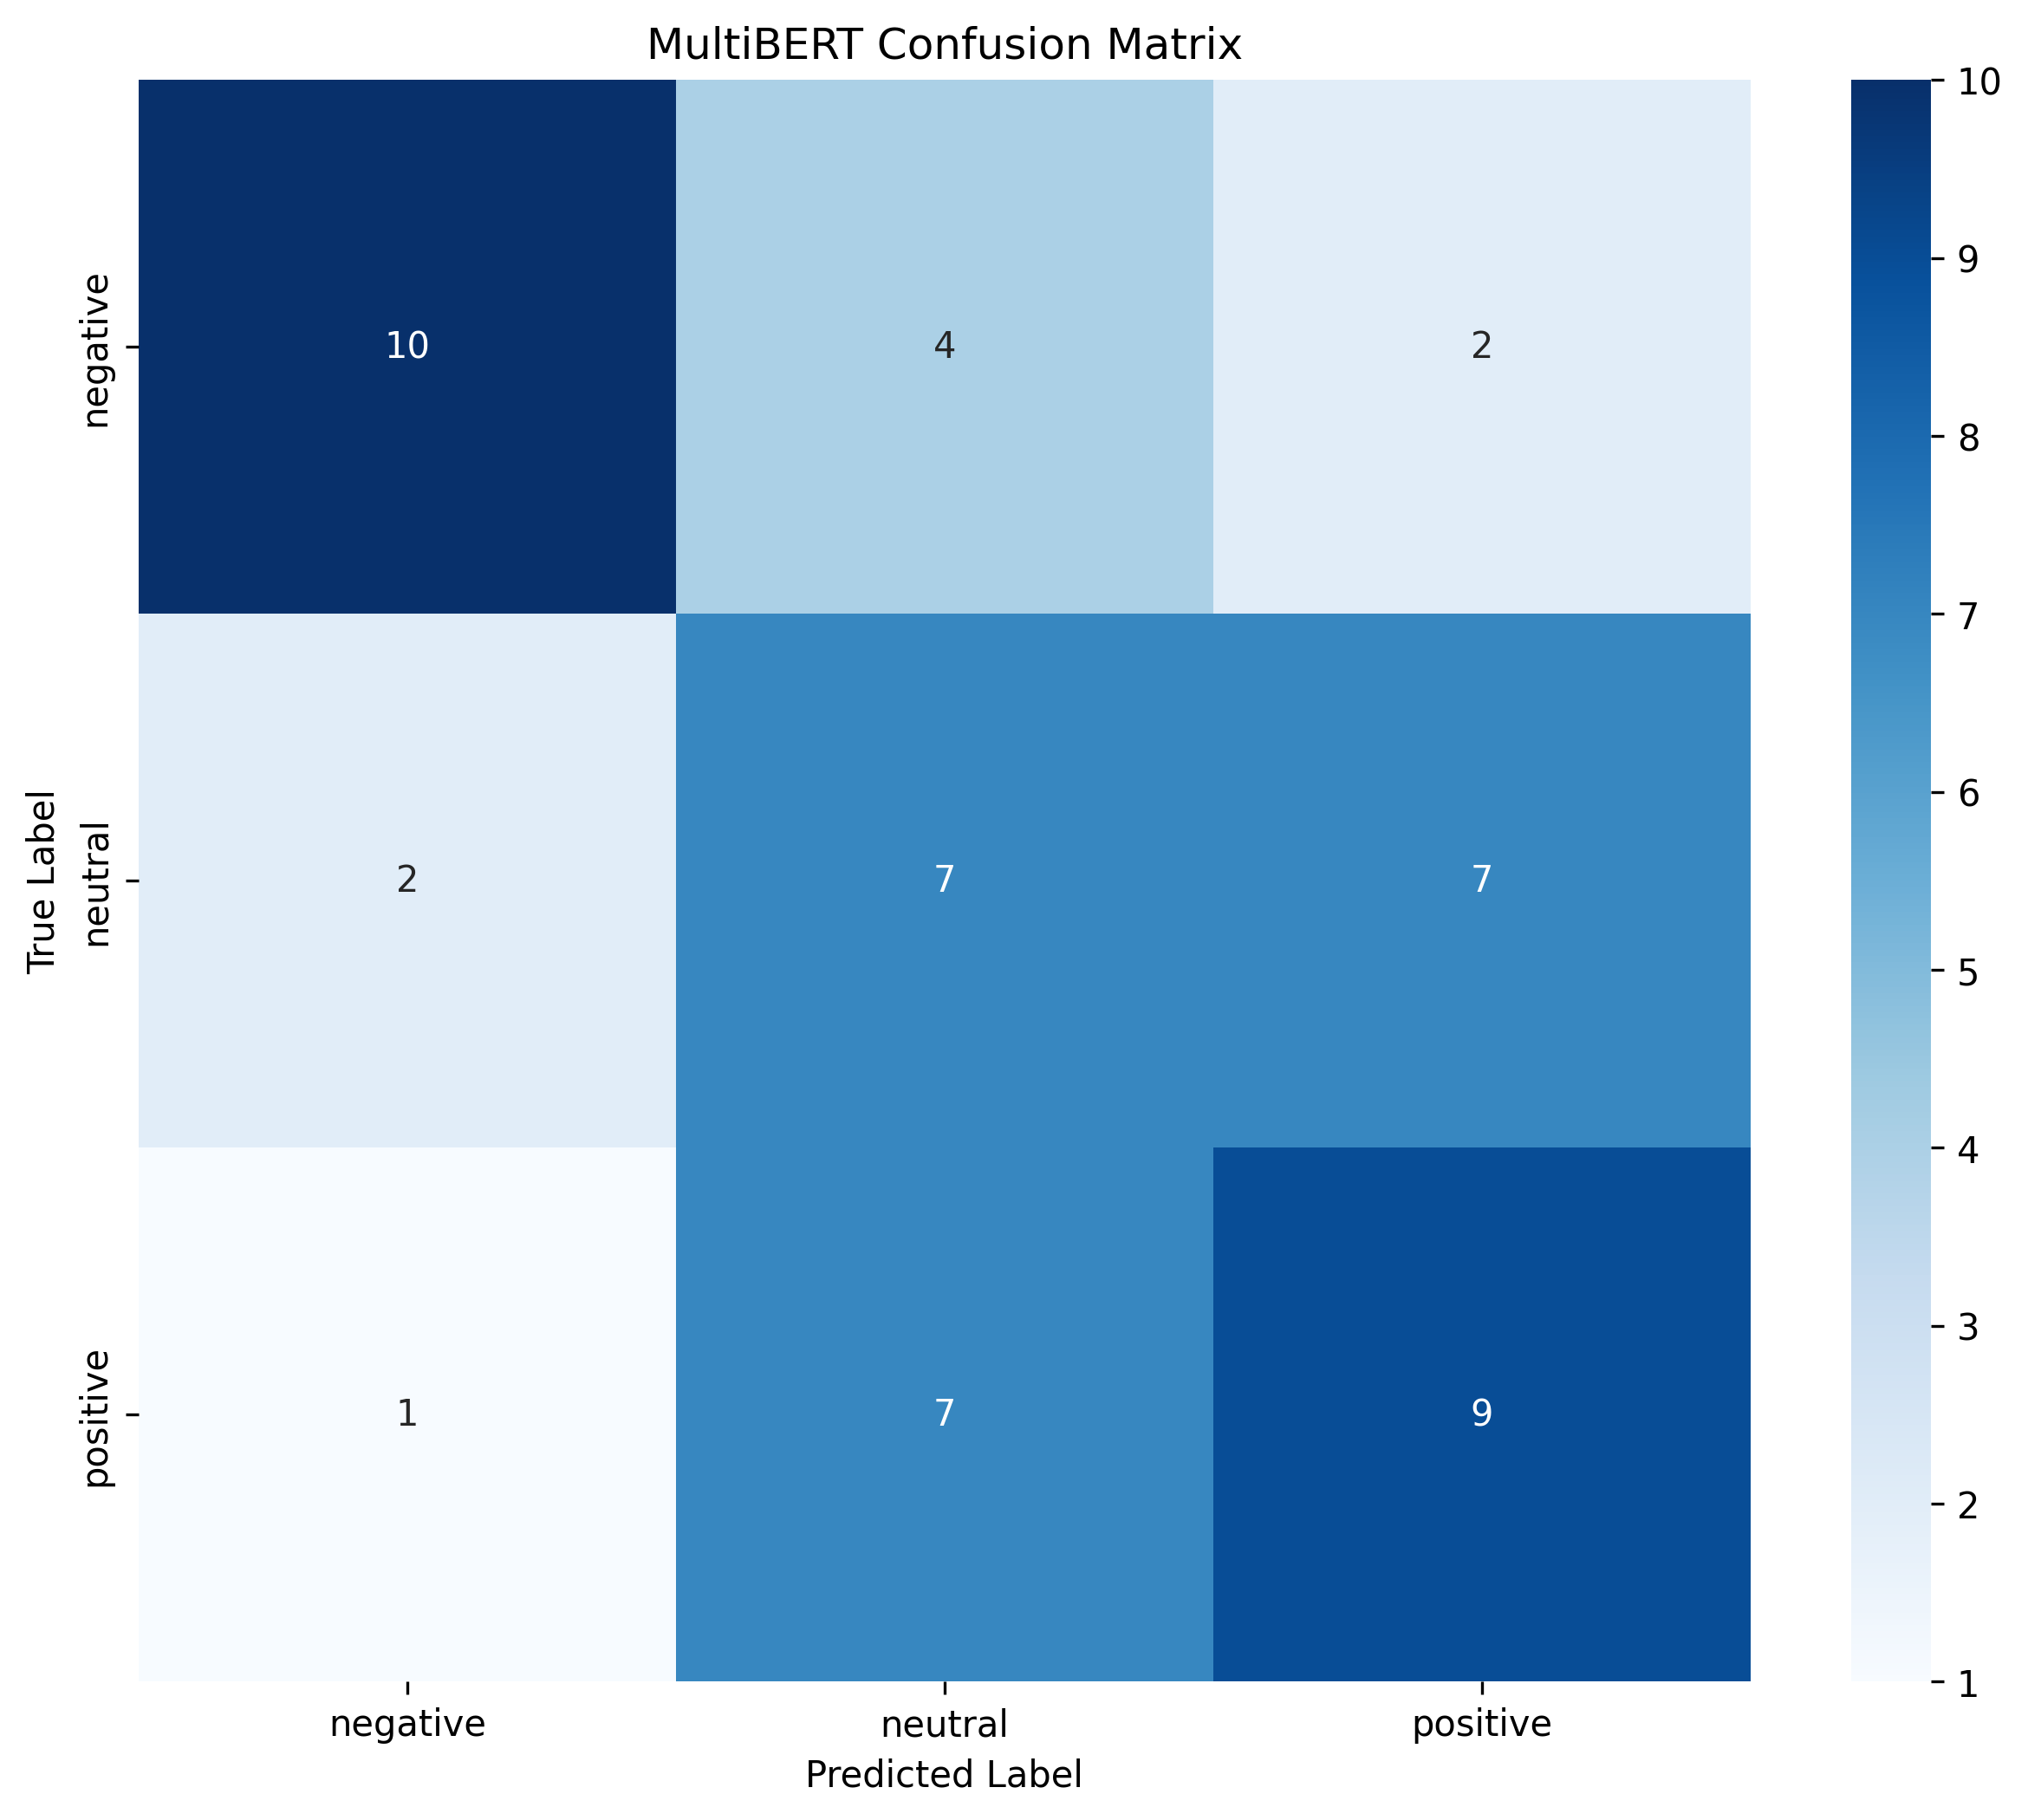 MultiBERT Confusion Matrix
True Label
negative
10
4
2
neutral
2
7
7
positive
1
7
9
negative
neutral
positive
Predicted Label
10
9
8
7
6
5
4
3
2
1